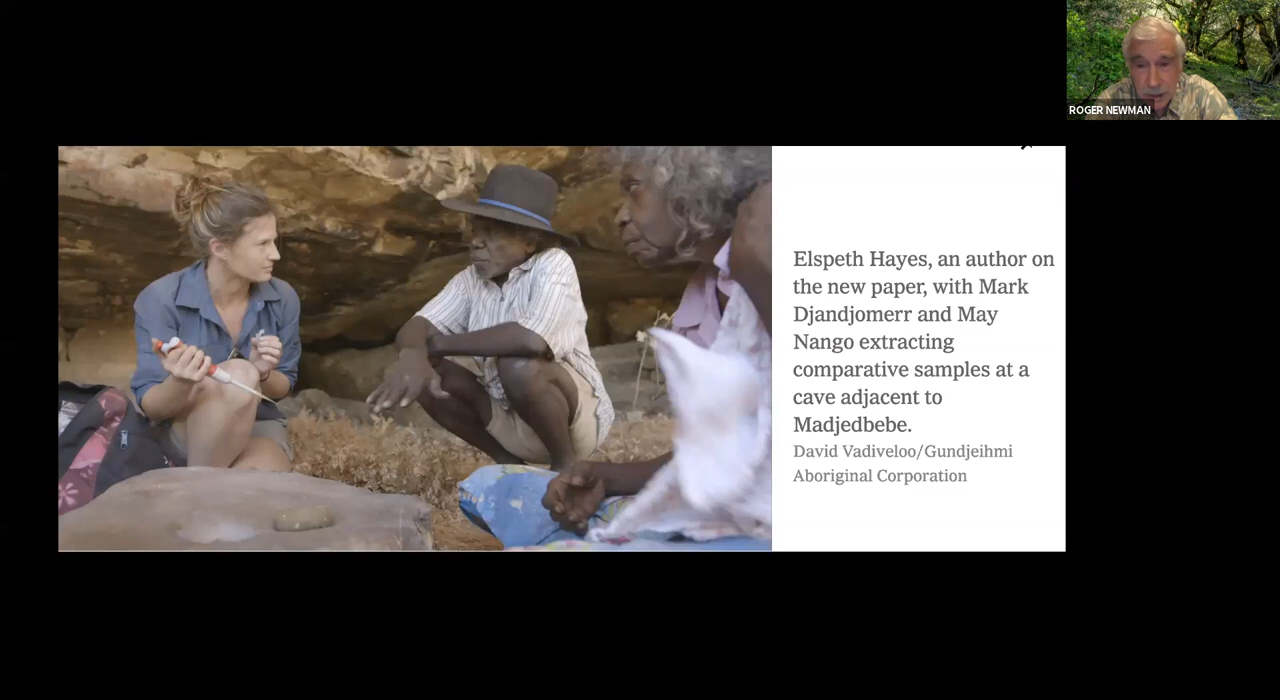 ROGER NEWMAN
Elspeth Hayes, an author on
the new paper, with Mark
Djandjomerr and May
Nango extracting
comparative samples at a
cave adjacent to
Madjedbebe.
David Vadiveloo/Gundjeihmi
Aboriginal Corporation